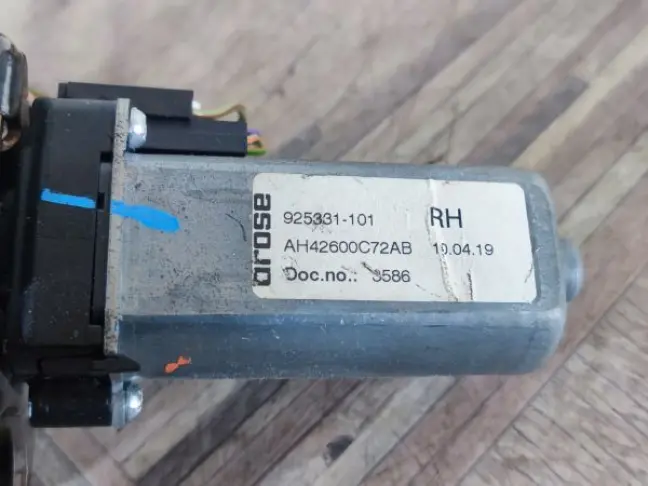 brose
925331-101 RH
AH42600C72AB 10.04.19
Doc.no.: 3586